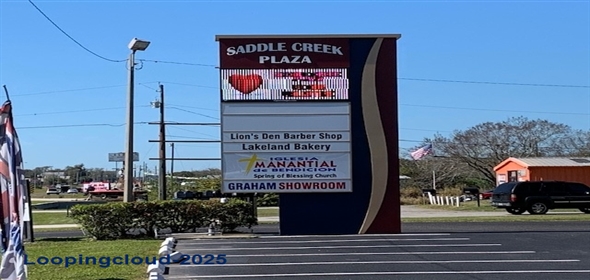 SADDLE CREEK
PLAZA
Lion's Den Barber Shop
Lakeland Bakery
IGLESIA
MANANTIAL
de BENDICION
Spring of Blessing Church
GRAHAM SHOWROOM
Loopingcloud-2025